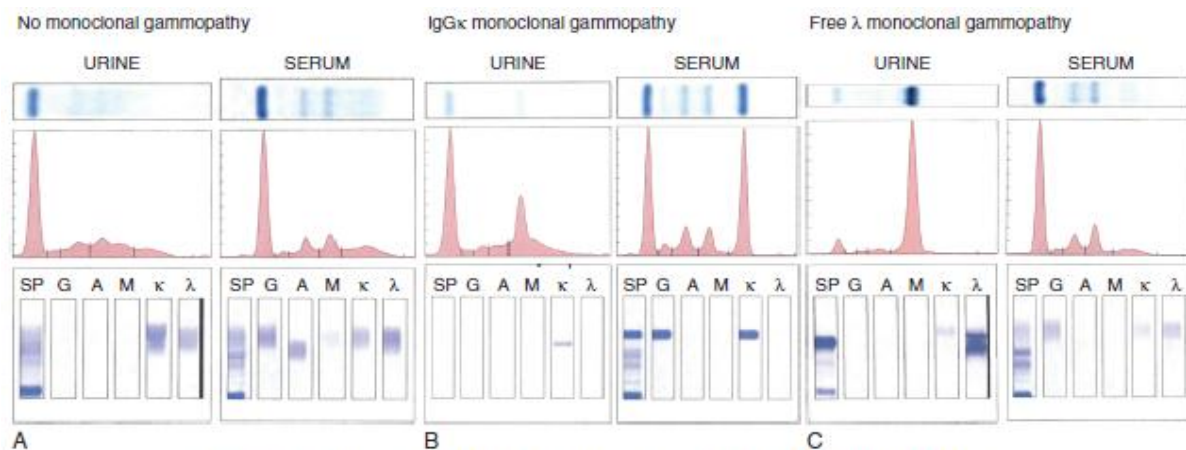 No monoclonal gammopathy
IgGκ monoclonal gammopathy
Free λ monoclonal gammopathy
URINE SERUM URINE SERUM URINE SERUM
SP G A M κ λ SP G A M κ λ SP G A M κ λ SP G A M κ λ SP G A M κ λ SP G A M κ λ
A B C